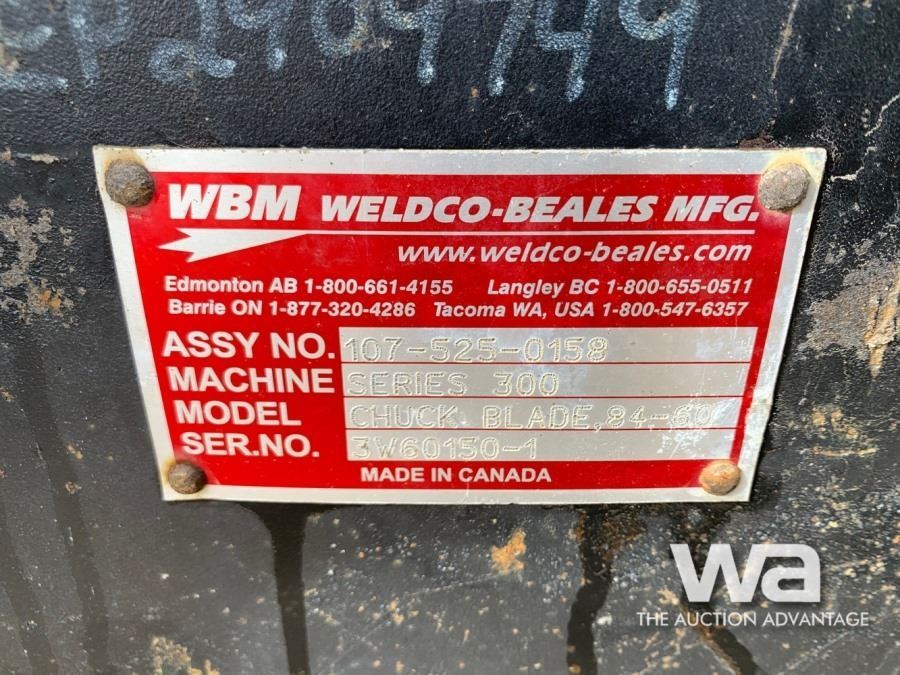 EP2909749
WBM WELDCO-BEALES MFG.
www.weldco-beales.com
Edmonton AB 1-800-661-4155 Langley BC 1-800-655-0511
Barrie ON 1-877-320-4286 Tacoma WA, USA 1-800-547-6357
ASSY NO. 107-525-0158
MACHINE SERIES 300
MODEL CHUCK BLADE,84-60
SER.NO. 3W60150-1
MADE IN CANADA
wa
THE AUCTION ADVANTAGE